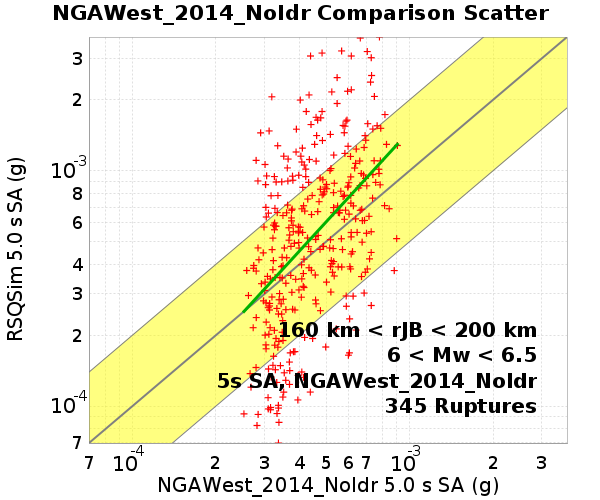 NGAWest_2014_NoIdr Comparison Scatter
RSQSim 5.0 s SA (g)
3
2
10-3
8
6
4
3
2
10-4
7
160 km < rJB < 200 km
6 < Mw < 6.5
5s SA, NGAWest_2014_NoIdr
345 Ruptures
7 10-4 2 3 4 5 6 7 10-3 2 3
NGAWest_2014_NoIdr 5.0 s SA (g)